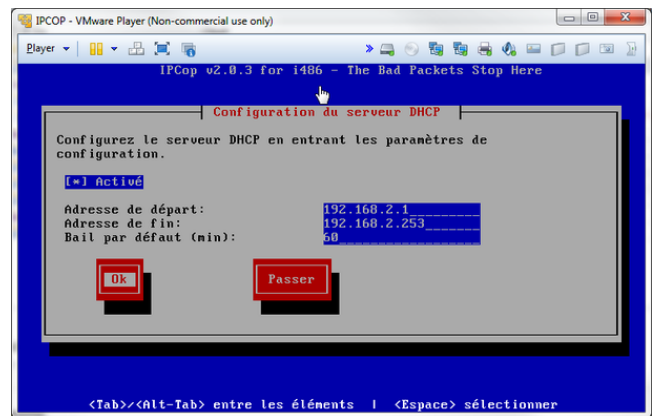 IPCOP - VMware Player (Non-commercial use only)
Player
IPCop v2.0.3 for i486 - The Bad Packets Stop Here
Configuration du serveur DHCP
Configurez le serveur DHCP en entrant les paramètres de
configuration.
[*] Activé
Adresse de départ: 192.168.2.1
Adresse de fin: 192.168.2.253
Bail par défaut (min): 60
Ok Passer
<Tab>/<Alt-Tab> entre les éléments | <Espace> sélectionner